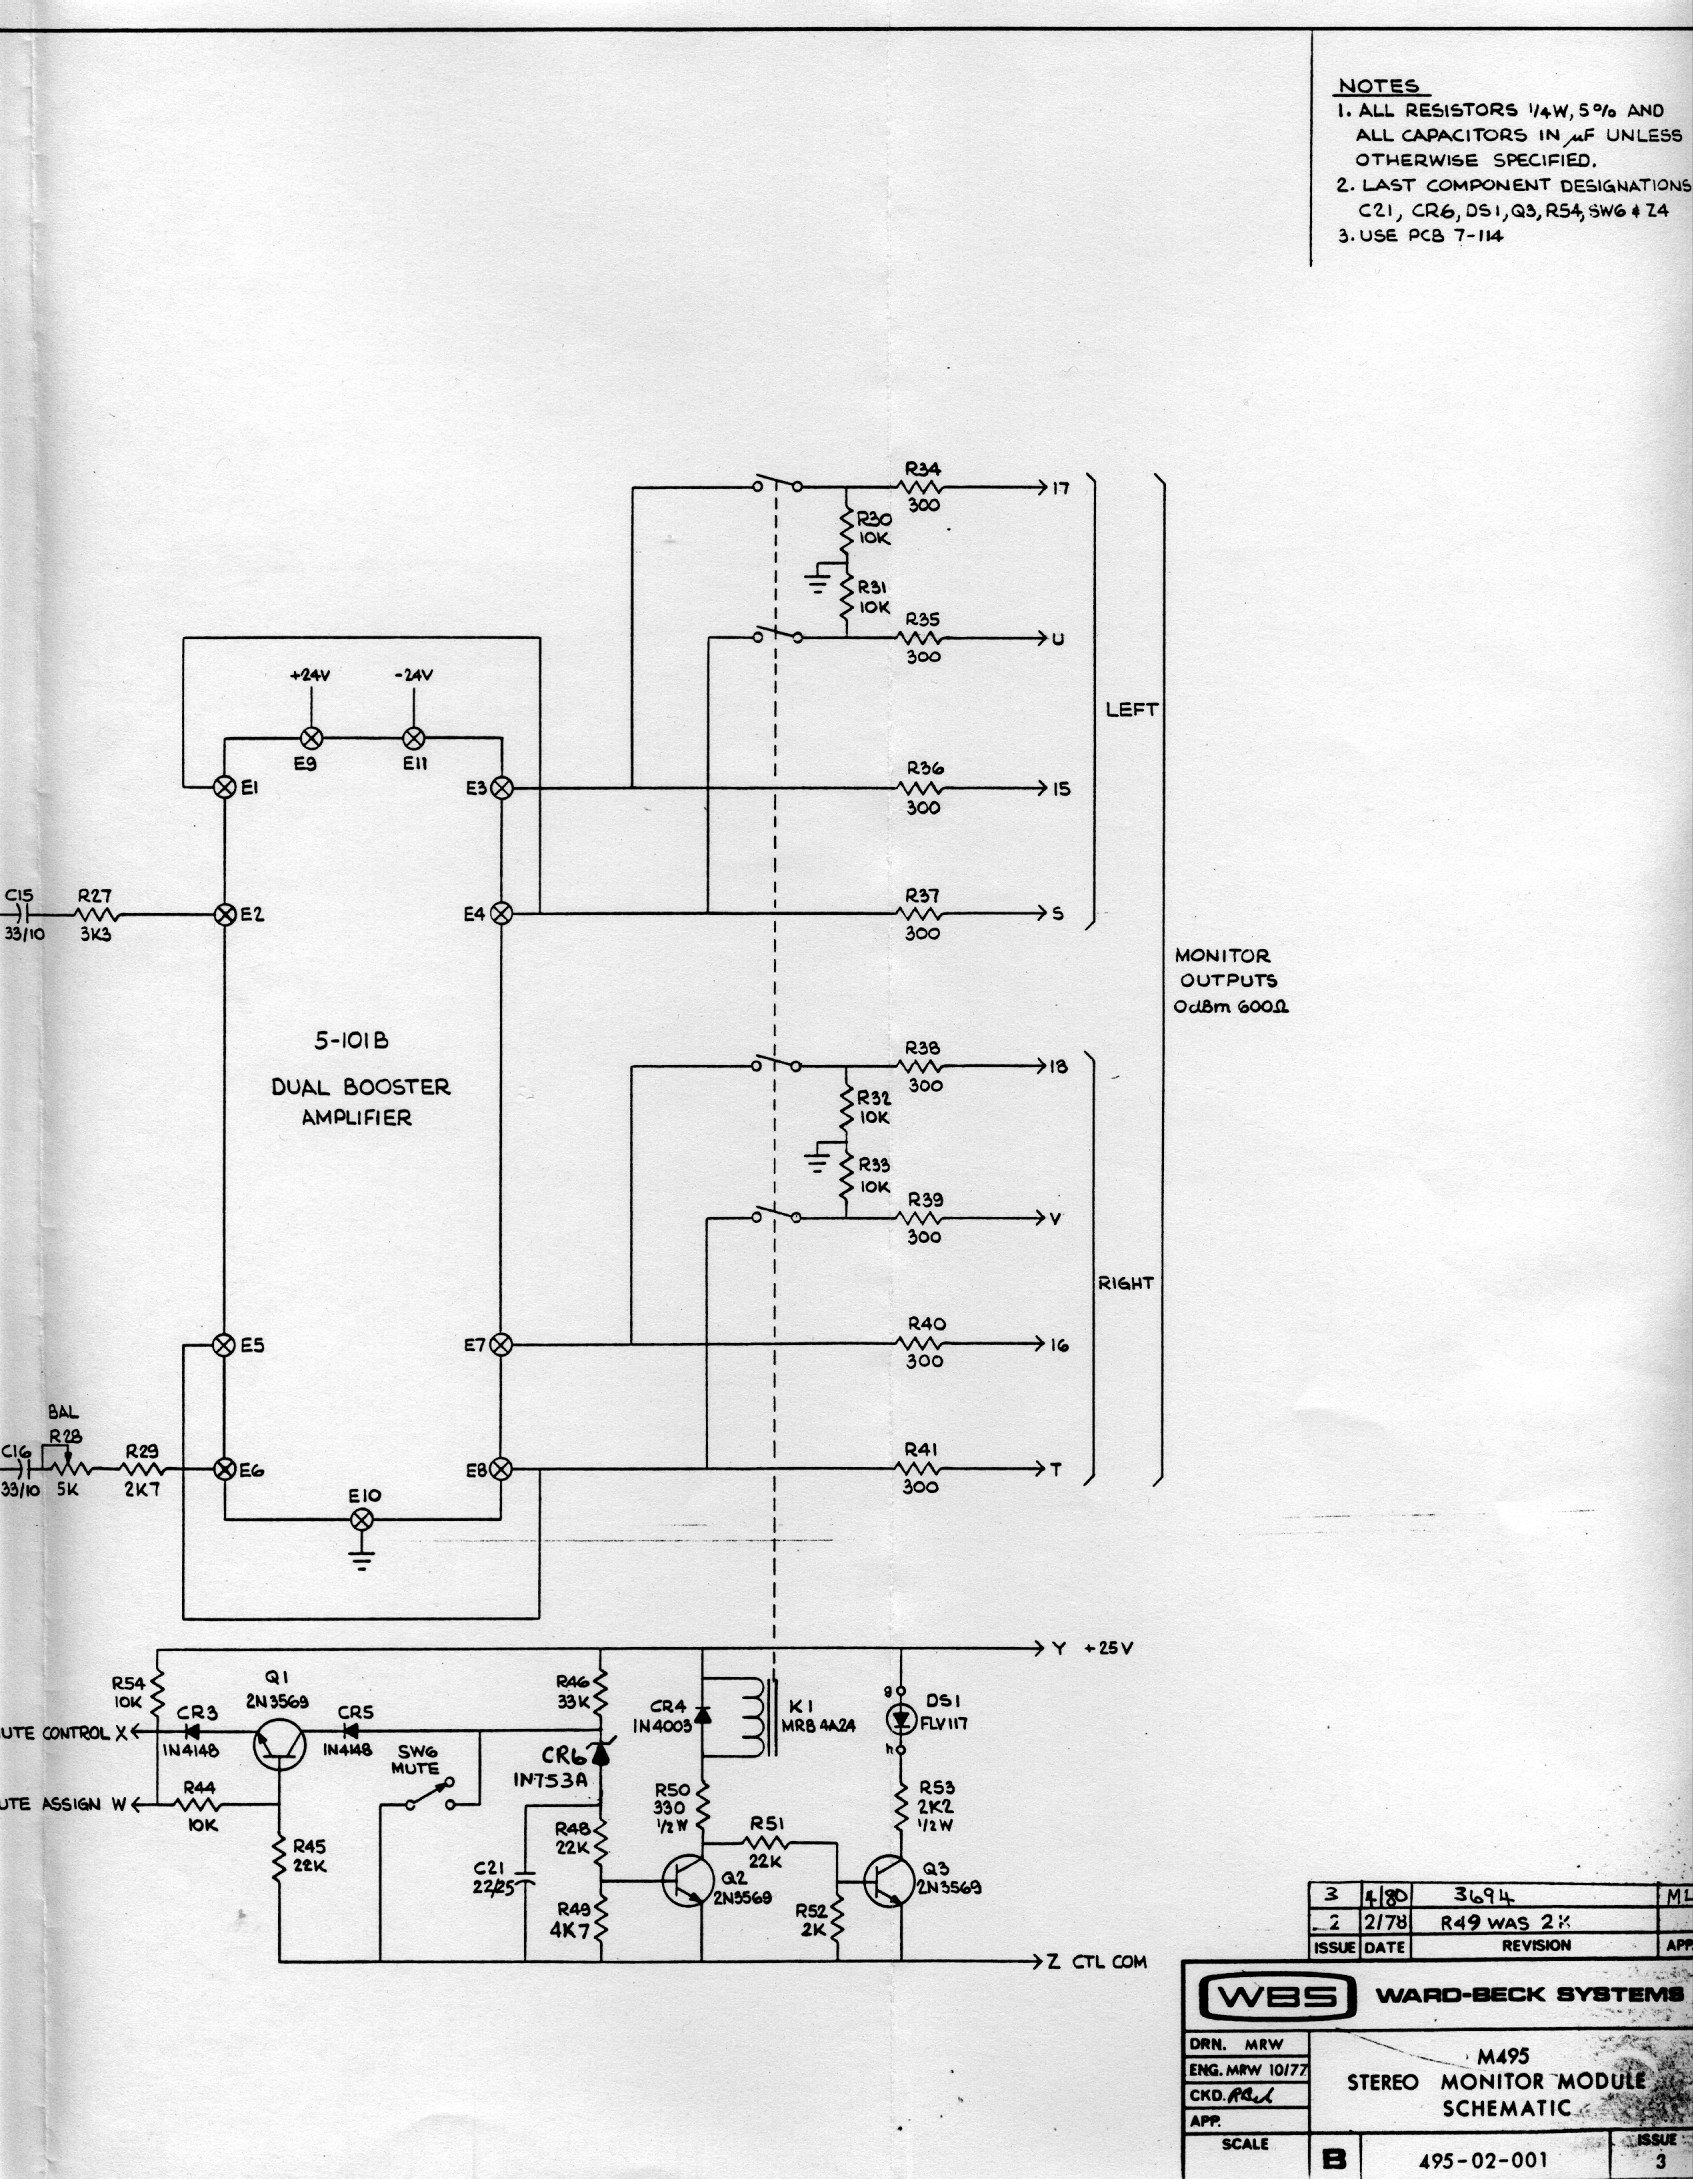 NOTES
1. ALL RESISTORS 1/4W, 5% AND
ALL CAPACITORS IN µF UNLESS
OTHERWISE SPECIFIED.
2. LAST COMPONENT DESIGNATIONS
C21, CR6, DS1, Q3, R54, SW6 & Z4
3. USE PCB 7-114
R34
300
17
R30
10K
R31
10K
R35
300
U
+24V
-24V
E9
E11
LEFT
E1
E3
R36
300
15
C15
33/10
R27
3K3
E2
E4
R37
300
S
MONITOR
OUTPUTS
0dBm 600Ω
5-101B
DUAL BOOSTER
AMPLIFIER
R38
300
18
R32
10K
R33
10K
R39
300
V
RIGHT
E5
E7
R40
300
16
BAL
R28
5K
C16
33/10
R29
2K7
E6
E8
R41
300
T
E10
Y +25V
R54
10K
Q1
2N3569
R46
33K
CR4
1N4003
K1
MRB 4A24
g
DS1
FLV117
h
UTE CONTROL X
CR3
1N4148
CR5
1N4148
SW6
MUTE
CR6
1N753A
UTE ASSIGN W
R44
10K
R50
330
1/2W
R53
2K2
1/2W
R45
22K
R48
22K
R51
22K
C21
22/25
Q2
2N3569
Q3
2N3569
R49
4K7
R52
2K
Z CTL COM
3 4/80 3694 ML
2 2/78 R49 WAS 2K
ISSUE DATE REVISION APP.
WBS WARD-BECK SYSTEMS
DRN. MRW
ENG. MRW 10/77
CKD.
APP.
SCALE
M495
STEREO MONITOR MODULE
SCHEMATIC
B 495-02-001
ISSUE
3